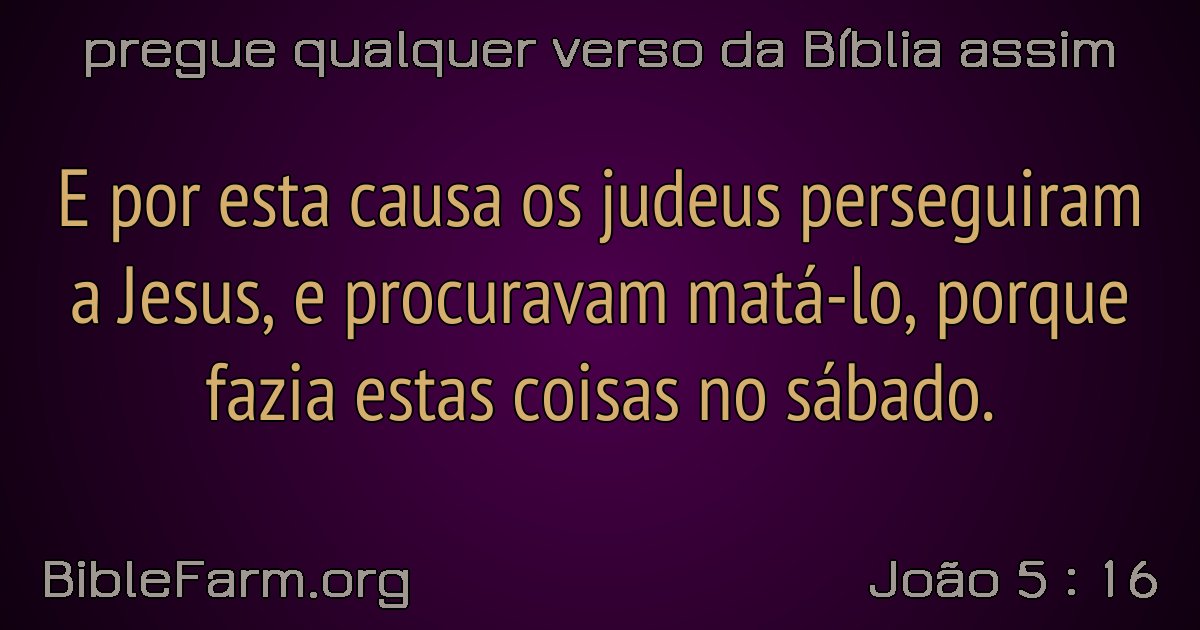 pregue qualquer verso da Bíblia assim
E por esta causa os judeus perseguiram
a Jesus, e procuravam matá-lo, porque
fazia estas coisas no sábado.
BibleFarm.org
João 5 : 16